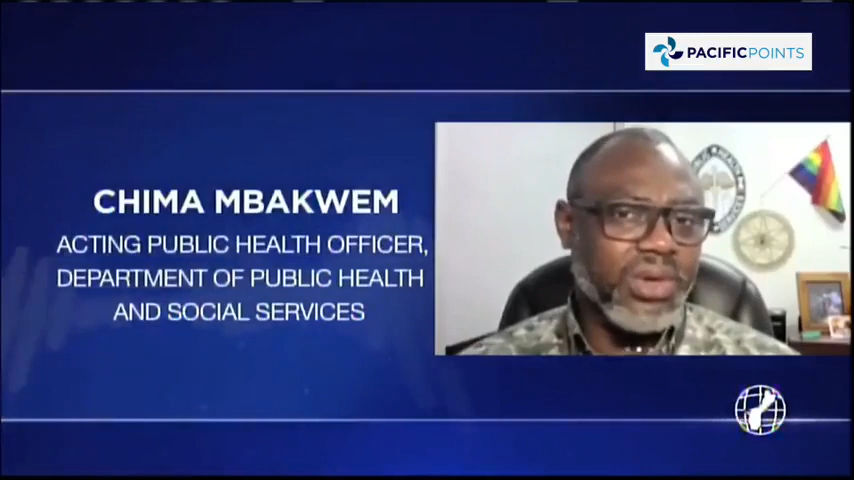 PACIFICPOINTS
CHIMA MBAKWEM
ACTING PUBLIC HEALTH OFFICER,
DEPARTMENT OF PUBLIC HEALTH
AND SOCIAL SERVICES